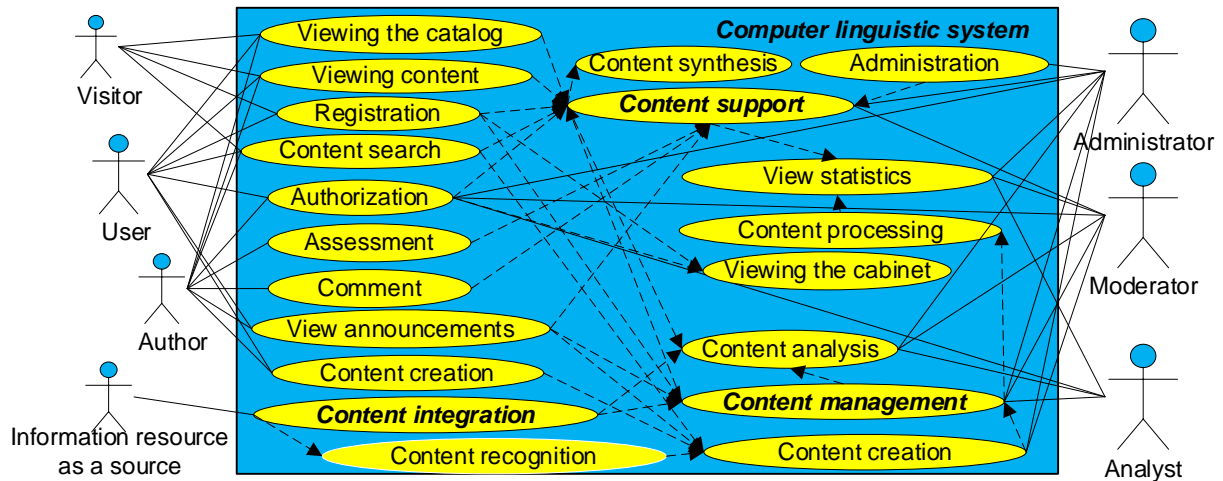 Computer linguistic system
Viewing the catalog
Content synthesis
Administration
Viewing content
Visitor
Content support
Registration
Administrator
Content search
View statistics
Authorization
User
Content processing
Assessment
Viewing the cabinet
Moderator
Comment
View announcements
Author
Content analysis
Content creation
Content management
Content integration
Information resource
as a source
Content recognition
Content creation
Analyst